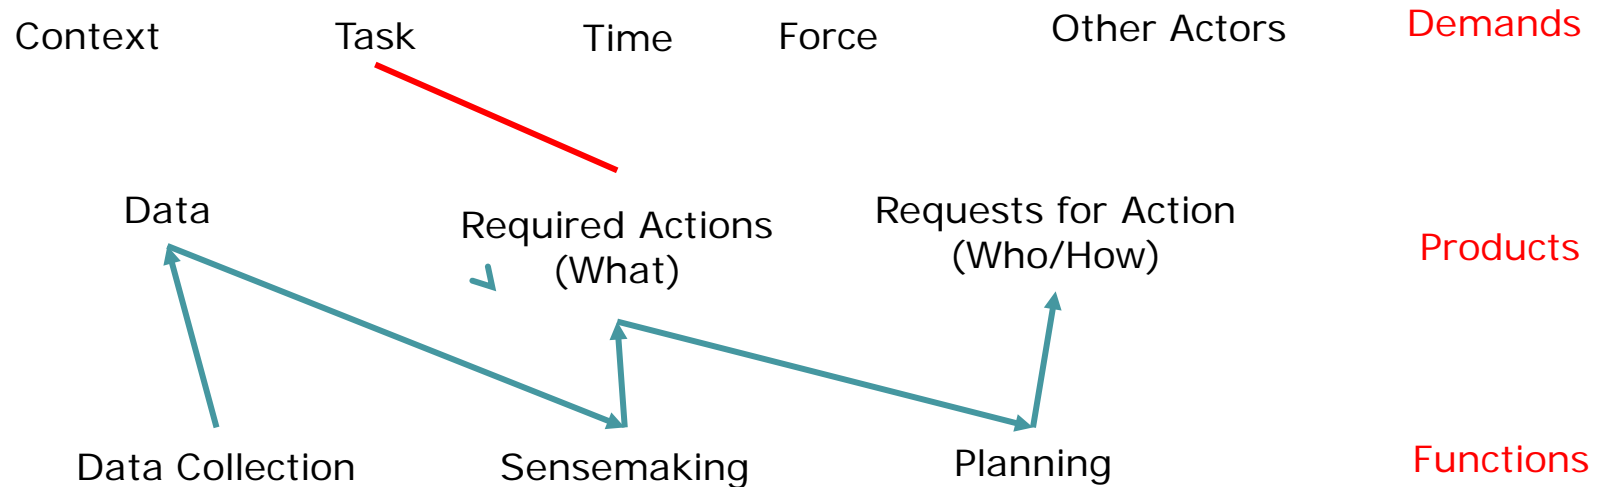 Context Task Time Force Other Actors Demands
Data Required Actions Requests for Action Products
(What) (Who/How)
Data Collection Sensemaking Planning Functions